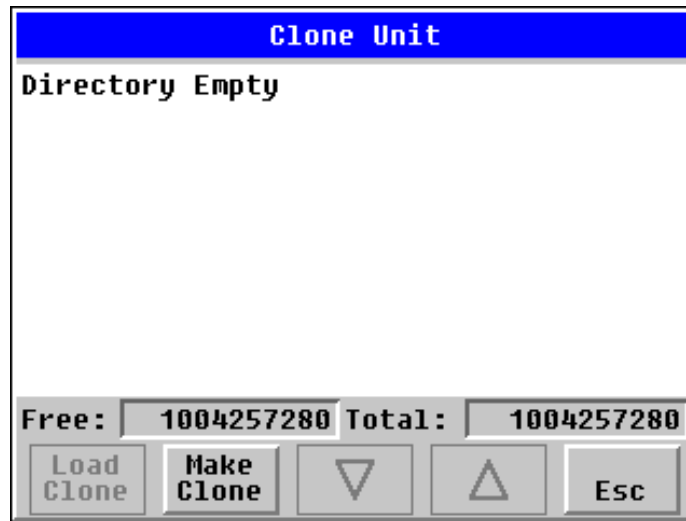 Clone Unit
Directory Empty
Free: 1004257280 Total: 1004257280
Load Clone
Make Clone
Esc